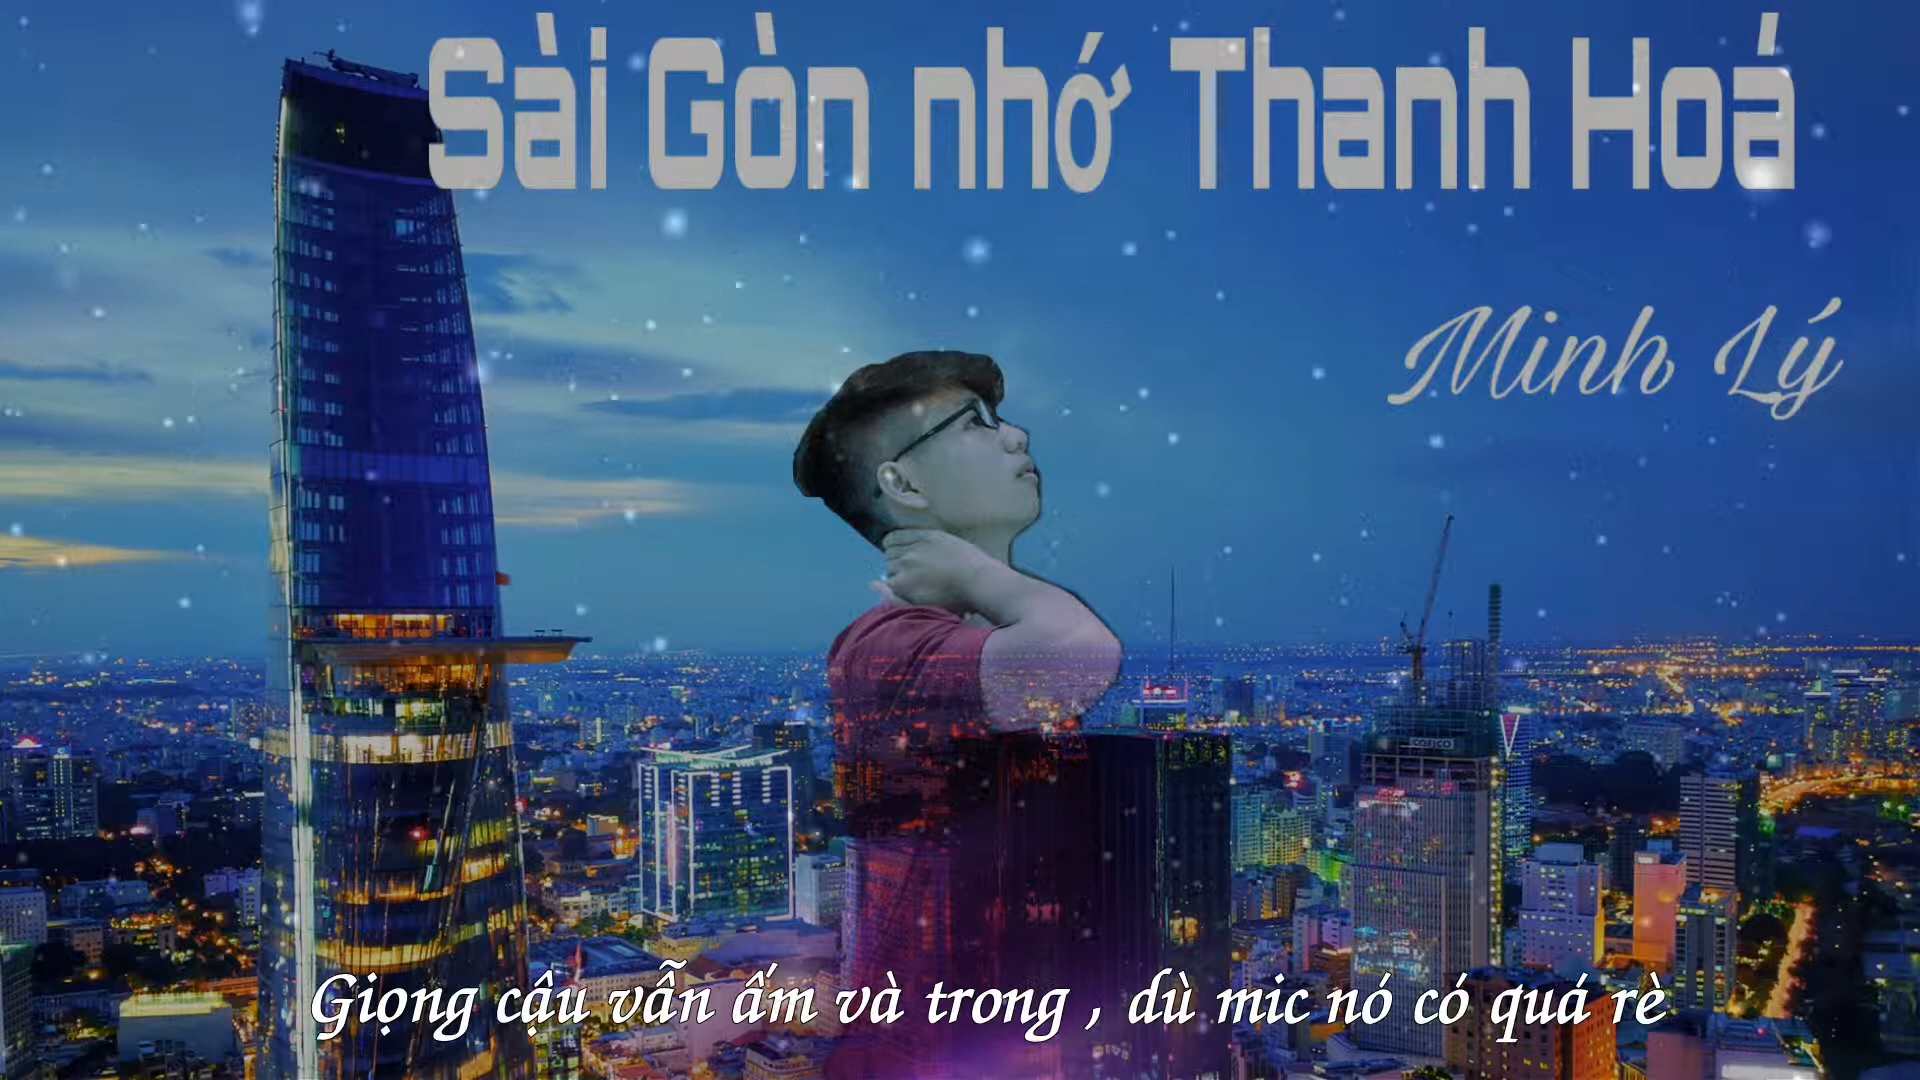 Sài Gòn nhớ Thanh Hoá
Minh Lý
Giọng cậu vẫn ấm và trong , dù mic nó có quá rè